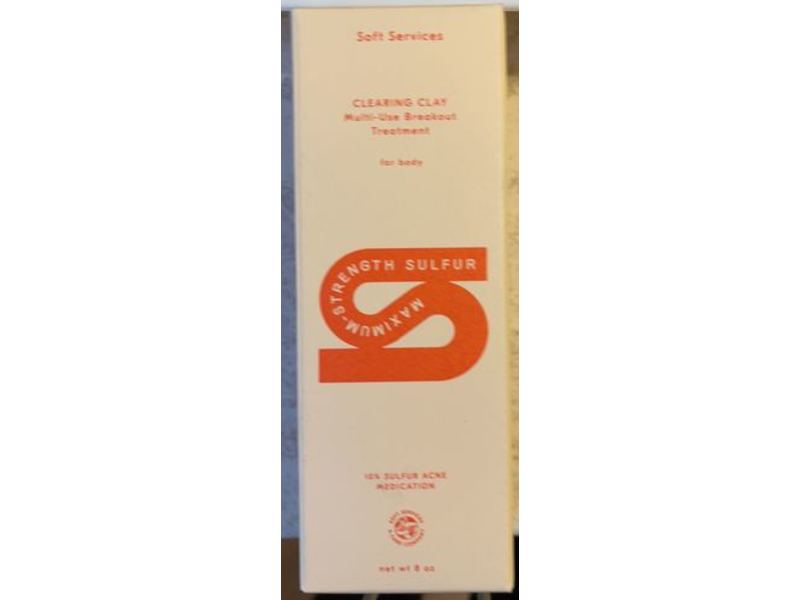 Soft Services
CLEARING CLAY
Multi-Use Breakout
Treatment
for body
MAXIMUM-STRENGTH SULFUR
10% SULFUR ACNE
MEDICATION
net wt 8 oz